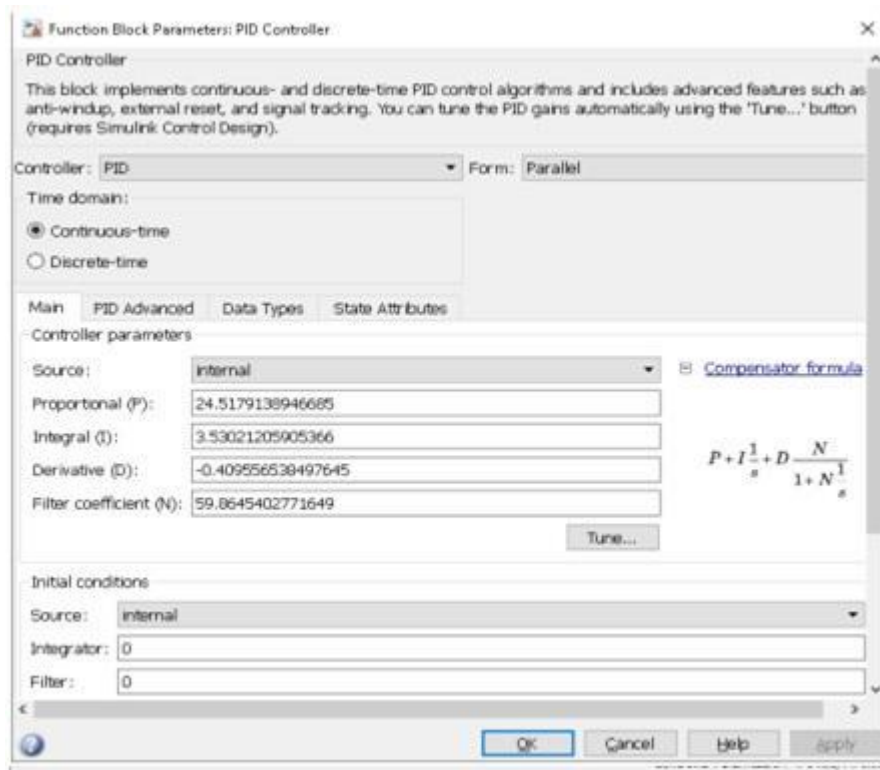 Function Block Parameters: PID Controller
PID Controller
This block implements continuous- and discrete-time PID control algorithms and includes advanced features such as
anti-windup, external reset, and signal tracking. You can tune the PID gains automatically using the 'Tune...' button
(requires Simulink Control Design).
Controller: PID Form: Parallel
Time domain:
Continuous-time
Discrete-time
Main PID Advanced Data Types State Attributes
Controller parameters
Source: internal Compensator formula
Proportional (P): 24.5179138946685
Integral (I): 3.53021205905366
Derivative (D): -0.409556538497645
Filter coefficient (N): 59.8645402771649
P + I 1/s + D N/(1 + N 1/s)
Tune...
Initial conditions
Source: internal
Integrator: 0
Filter: 0
OK Cancel Help Apply